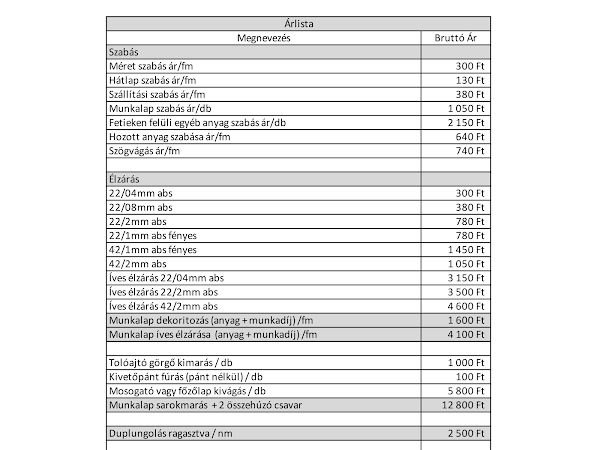 Árlista
Megnevezés Bruttó Ár
Szabás
Méret szabás ár/fm 300 Ft
Hátlap szabás ár/fm 130 Ft
Szállítási szabás ár/fm 380 Ft
Munkalap szabás ár/db 1 050 Ft
Fetieken felüli egyéb anyag szabás ár/db 2 150 Ft
Hozott anyag szabása ár/fm 640 Ft
Szögvágás ár/fm 740 Ft
Élzárás
22/04mm abs 300 Ft
22/08mm abs 380 Ft
22/2mm abs 780 Ft
22/1mm abs fényes 780 Ft
42/1mm abs fényes 1 450 Ft
42/2mm abs 1 050 Ft
Íves élzárás 22/04mm abs 3 150 Ft
Íves élzárás 22/2mm abs 3 500 Ft
Íves élzárás 42/2mm abs 4 600 Ft
Munkalap dekoritozás (anyag + munkadíj) /fm 1 600 Ft
Munkalap íves élzárása (anyag + munkadíj) /fm 4 100 Ft
Tolóajtó görgő kimarás / db 1 000 Ft
Kivetőpánt fúrás (pánt nélkül) / db 100 Ft
Mosogató vagy főzőlap kivágás / db 5 800 Ft
Munkalap sarokmarás + 2 összehúzó csavar 12 800 Ft
Duplungolás ragasztva / nm 2 500 Ft